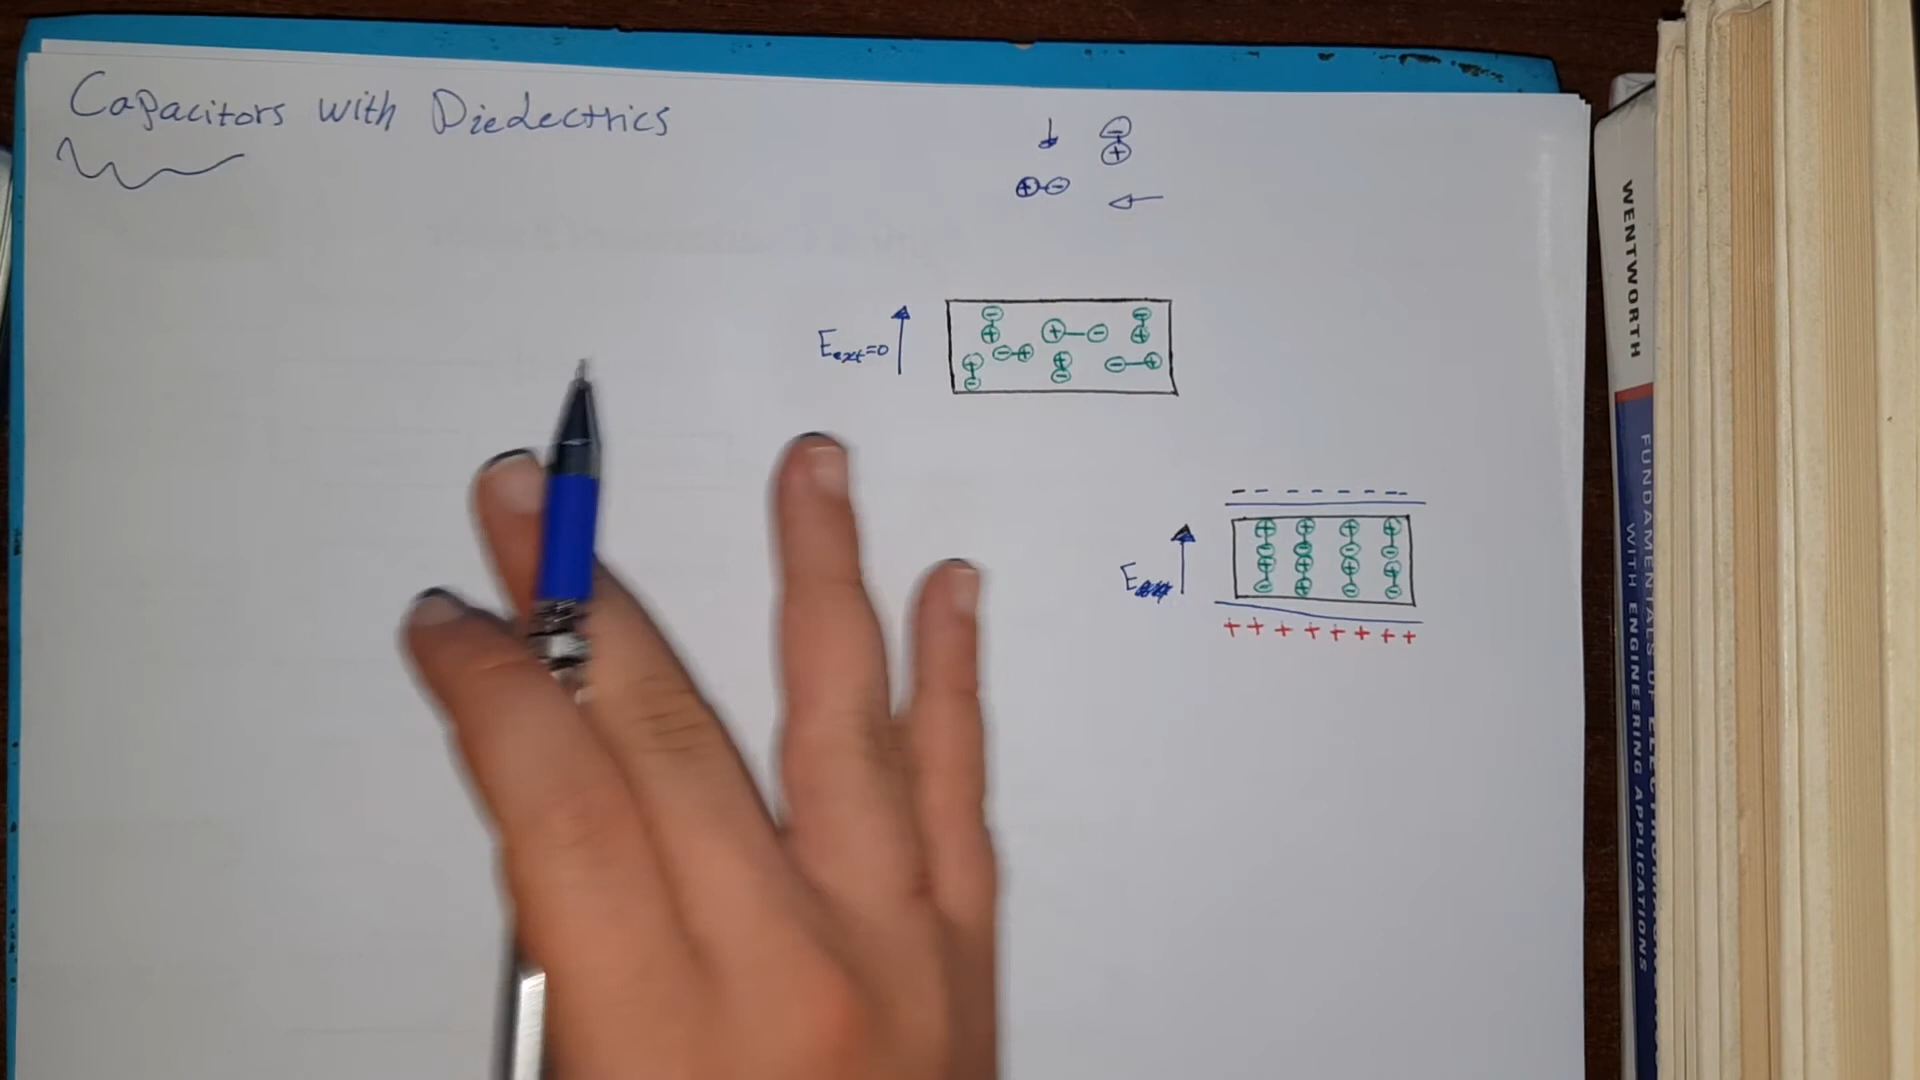 Capacitors with Dielectrics
- +
+ -
Eext=0
- + - - + - + + - + - + - +
- - - - - - - -
E
+ + + +
- - - -
+ + + +
- + - -
+ + + + + + + +
WENTWORTH
FUNDAMENTALS OF
WITH ENGINEERING APPLICATIONS